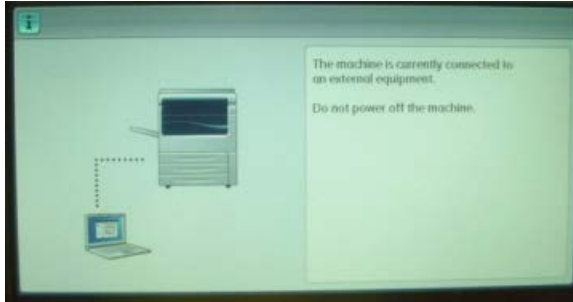 i
The machine is currently connected to
an external equipment.
Do not power off the machine.